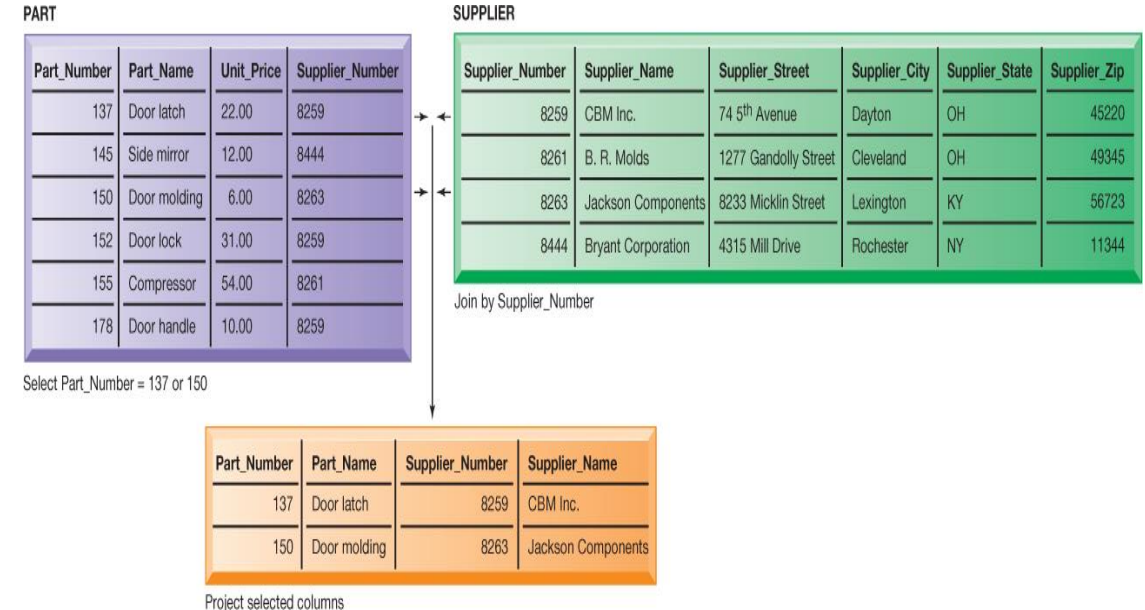 PART
Part_Number Part_Name Unit_Price Supplier_Number
137 Door latch 22.00 8259
145 Side mirror 12.00 8444
150 Door molding 6.00 8263
152 Door lock 31.00 8259
155 Compressor 54.00 8261
178 Door handle 10.00 8259
Select Part_Number = 137 or 150
SUPPLIER
Supplier_Number Supplier_Name Supplier_Street Supplier_City Supplier_State Supplier_Zip
8259 CBM Inc. 74 5th Avenue Dayton OH 45220
8261 B. R. Molds 1277 Gandolly Street Cleveland OH 49345
8263 Jackson Components 8233 Micklin Street Lexington KY 56723
8444 Bryant Corporation 4315 Mill Drive Rochester NY 11344
Join by Supplier_Number
Part_Number Part_Name Supplier_Number Supplier_Name
137 Door latch 8259 CBM Inc.
150 Door molding 8263 Jackson Components
Project selected columns